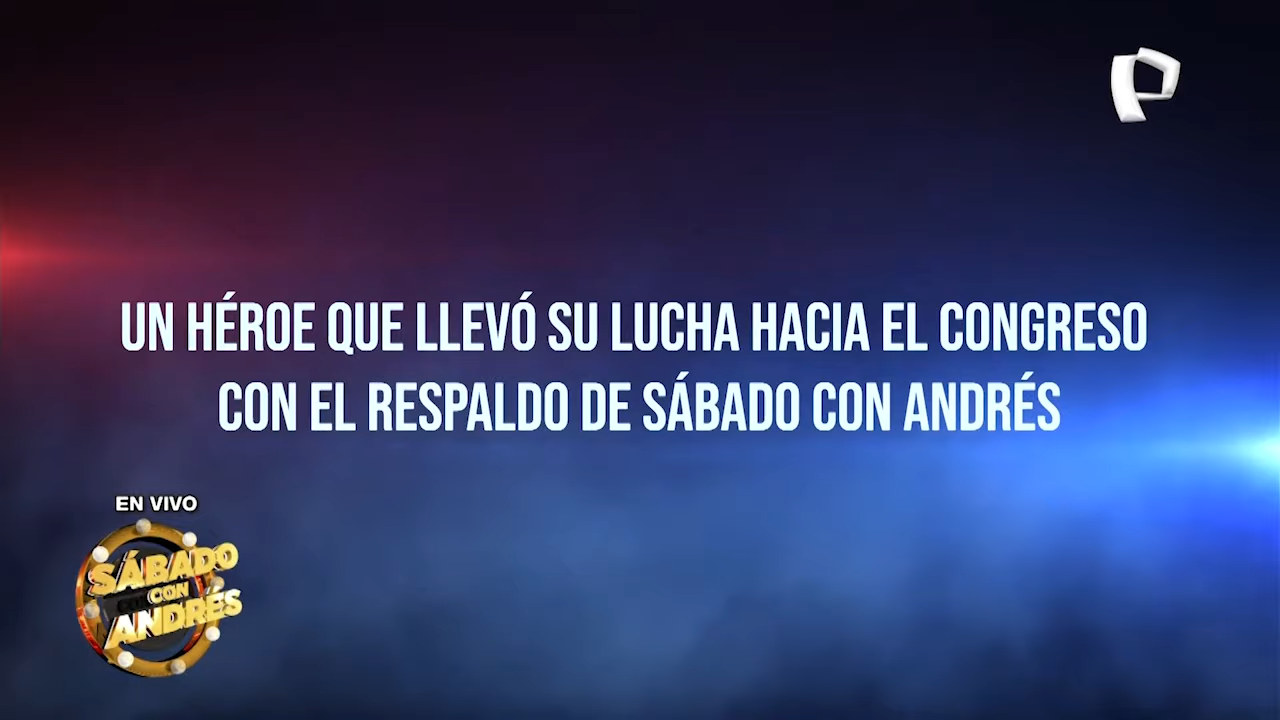 UN HÉROE QUE LLEVÓ SU LUCHA HACIA EL CONGRESO
CON EL RESPALDO DE SÁBADO CON ANDRÉS
EN VIVO
SÁBADO
CON
ANDRÉS